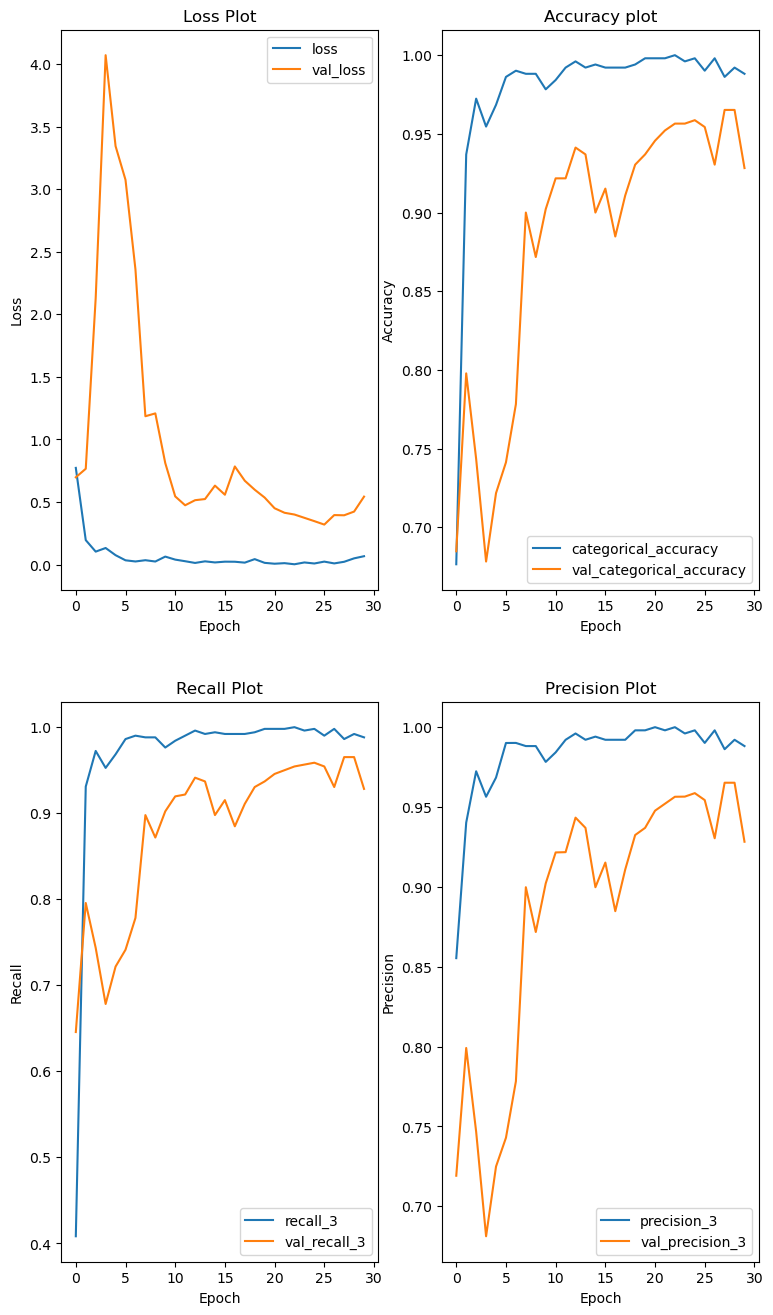 Loss Plot
4.0
3.5
3.0
2.5
2.0
1.5
1.0
0.5
0.0
Loss
0 5 10 15 20 25 30
Epoch
loss
val_loss
Accuracy plot
1.00
0.95
0.90
0.85
0.80
0.75
0.70
Accuracy
0 5 10 15 20 25 30
Epoch
categorical_accuracy
val_categorical_accuracy
Recall Plot
1.0
0.9
0.8
0.7
0.6
0.5
0.4
Recall
0 5 10 15 20 25 30
Epoch
recall_3
val_recall_3
Precision Plot
1.00
0.95
0.90
0.85
0.80
0.75
0.70
Precision
0 5 10 15 20 25 30
Epoch
precision_3
val_precision_3